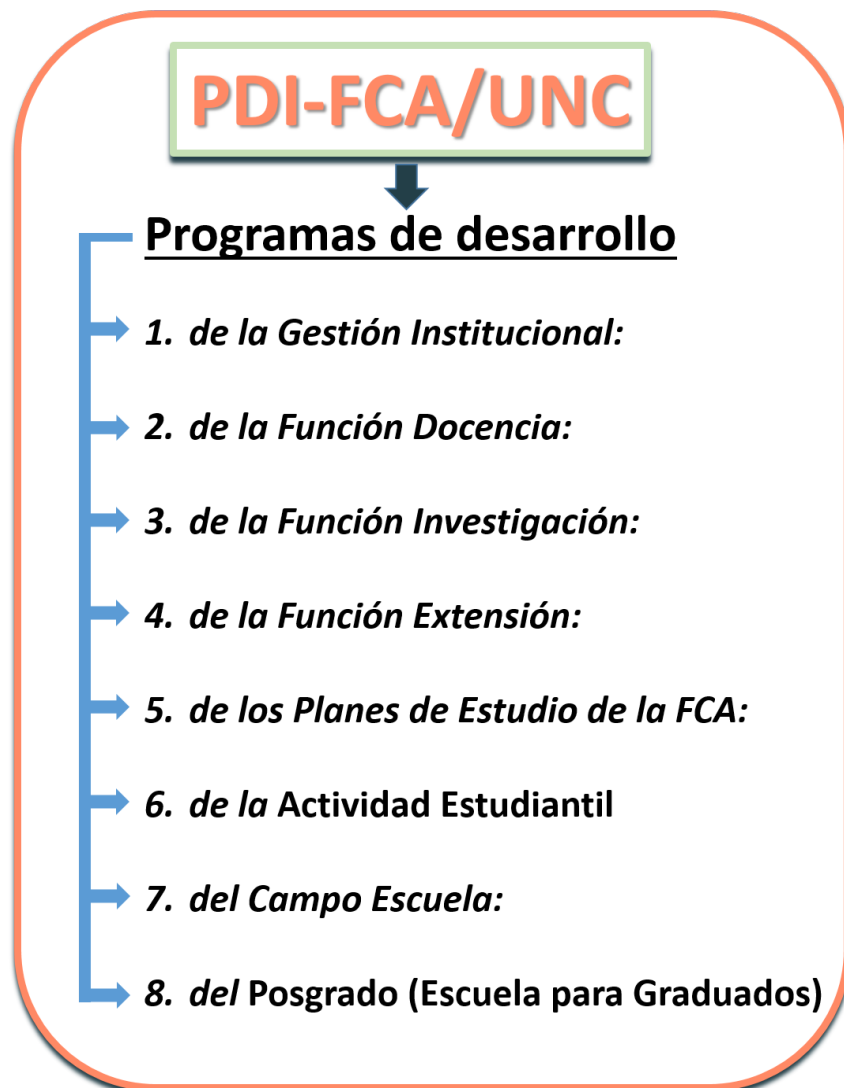 PDI-FCA/UNC
Programas de desarrollo
1. de la Gestión Institucional:
2. de la Función Docencia:
3. de la Función Investigación:
4. de la Función Extensión:
5. de los Planes de Estudio de la FCA:
6. de la Actividad Estudiantil
7. del Campo Escuela:
8. del Posgrado (Escuela para Graduados)